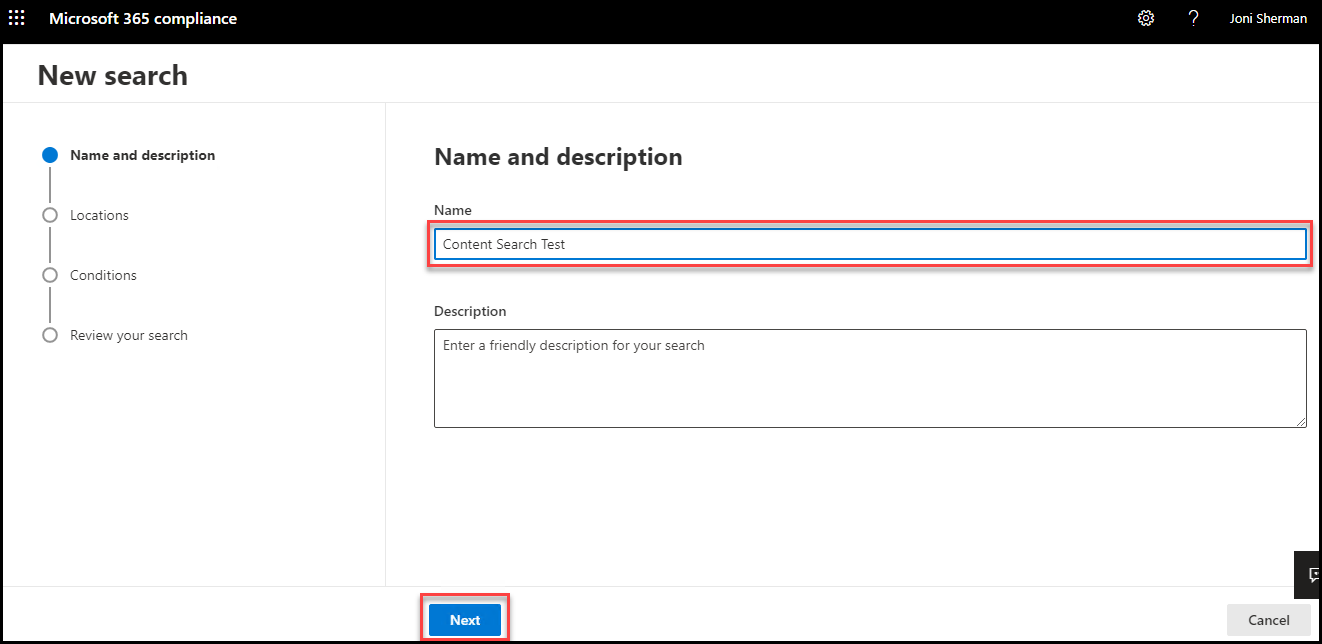 Microsoft 365 compliance
?
Joni Sherman
New search
Name and description
Locations
Conditions
Review your search
Name and description
Name
Content Search Test
Description
Enter a friendly description for your search
Next
Cancel